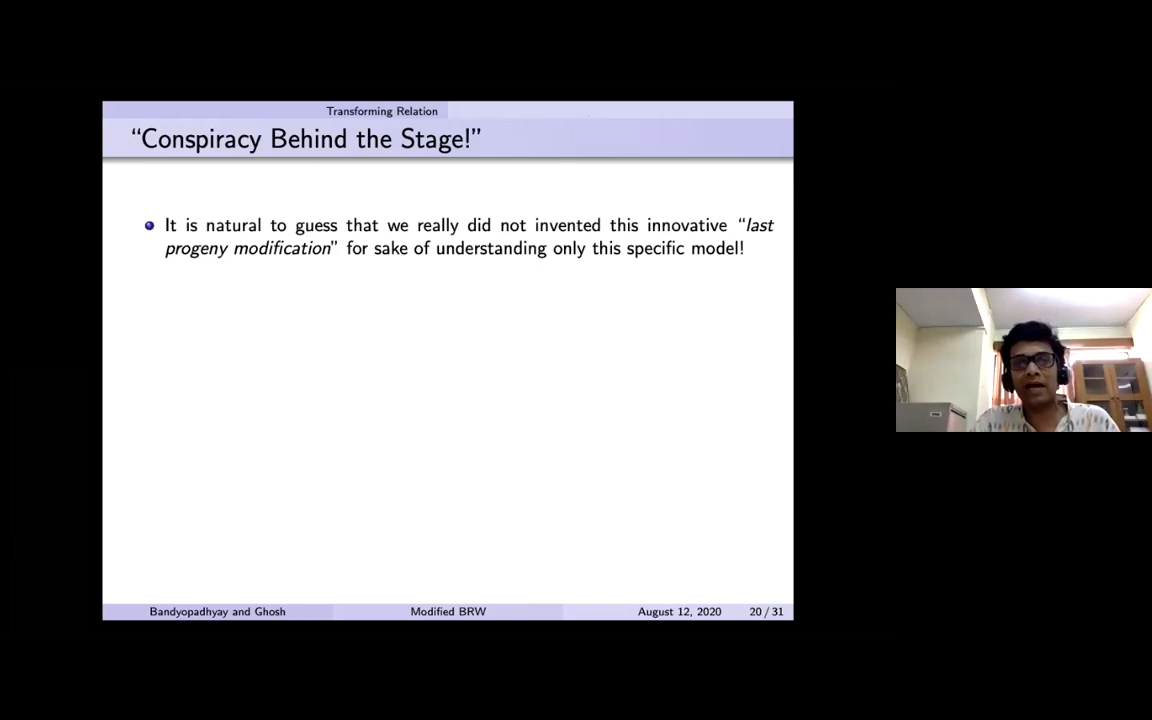 Transforming Relation
“Conspiracy Behind the Stage!”
It is natural to guess that we really did not invented this innovative “last
progeny modification” for sake of understanding only this specific model!
Bandyopadhyay and Ghosh Modified BRW August 12, 2020 20 / 31